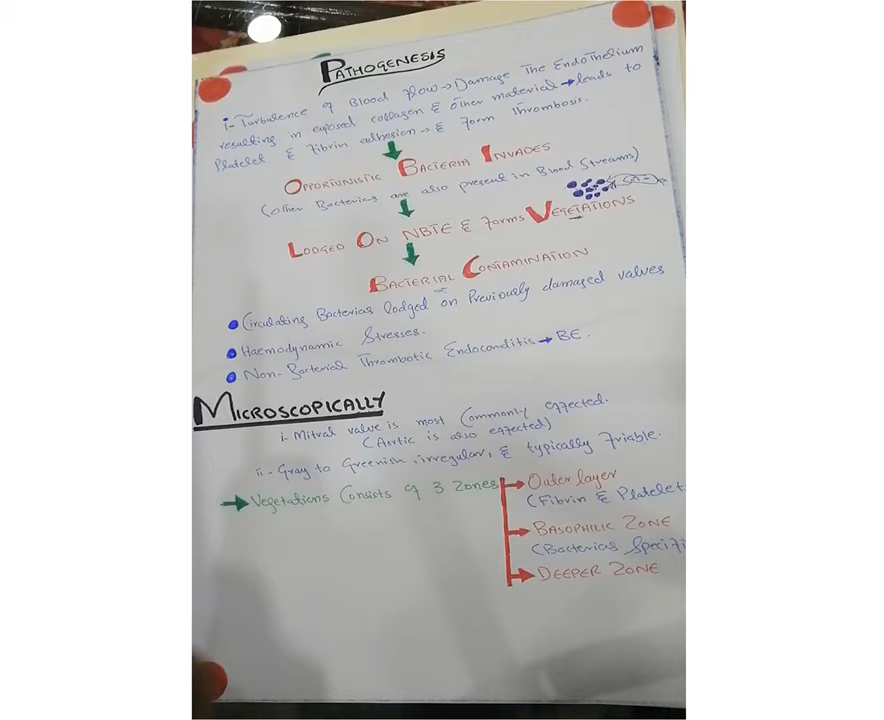 PATHOGENESIS
i- Turbulence of Blood flow → Damage The Endothelium
resulting in exposed collagen & other material → leads to
Platelet & Fibrin adhesion → & form Thrombosis.
OPPORTUNISTIC BACTERIA INVADES
(other Bacterias are also present in Blood Streams)
LODGED ON NBTE & forms VEGETATIONS
BACTERIAL CONTAMINATION
Circulating Bacterias lodged on Previously damaged valves
Haemodynamic Stresses.
Non-Bacterial Thrombotic Endoconditis → BE.
MICROSCOPICALLY
i- Mitral valve is most Commonly effected.
(Aortic is also effected)
ii- Gray to Greenish, irregular, & typically friable.
→ Vegetations Consists of 3 Zones
→ Outer layer
(Fibrin & Platelet
→ BASOPHILIC ZONE
(Bacterias Specifi
→ DEEPER ZONE